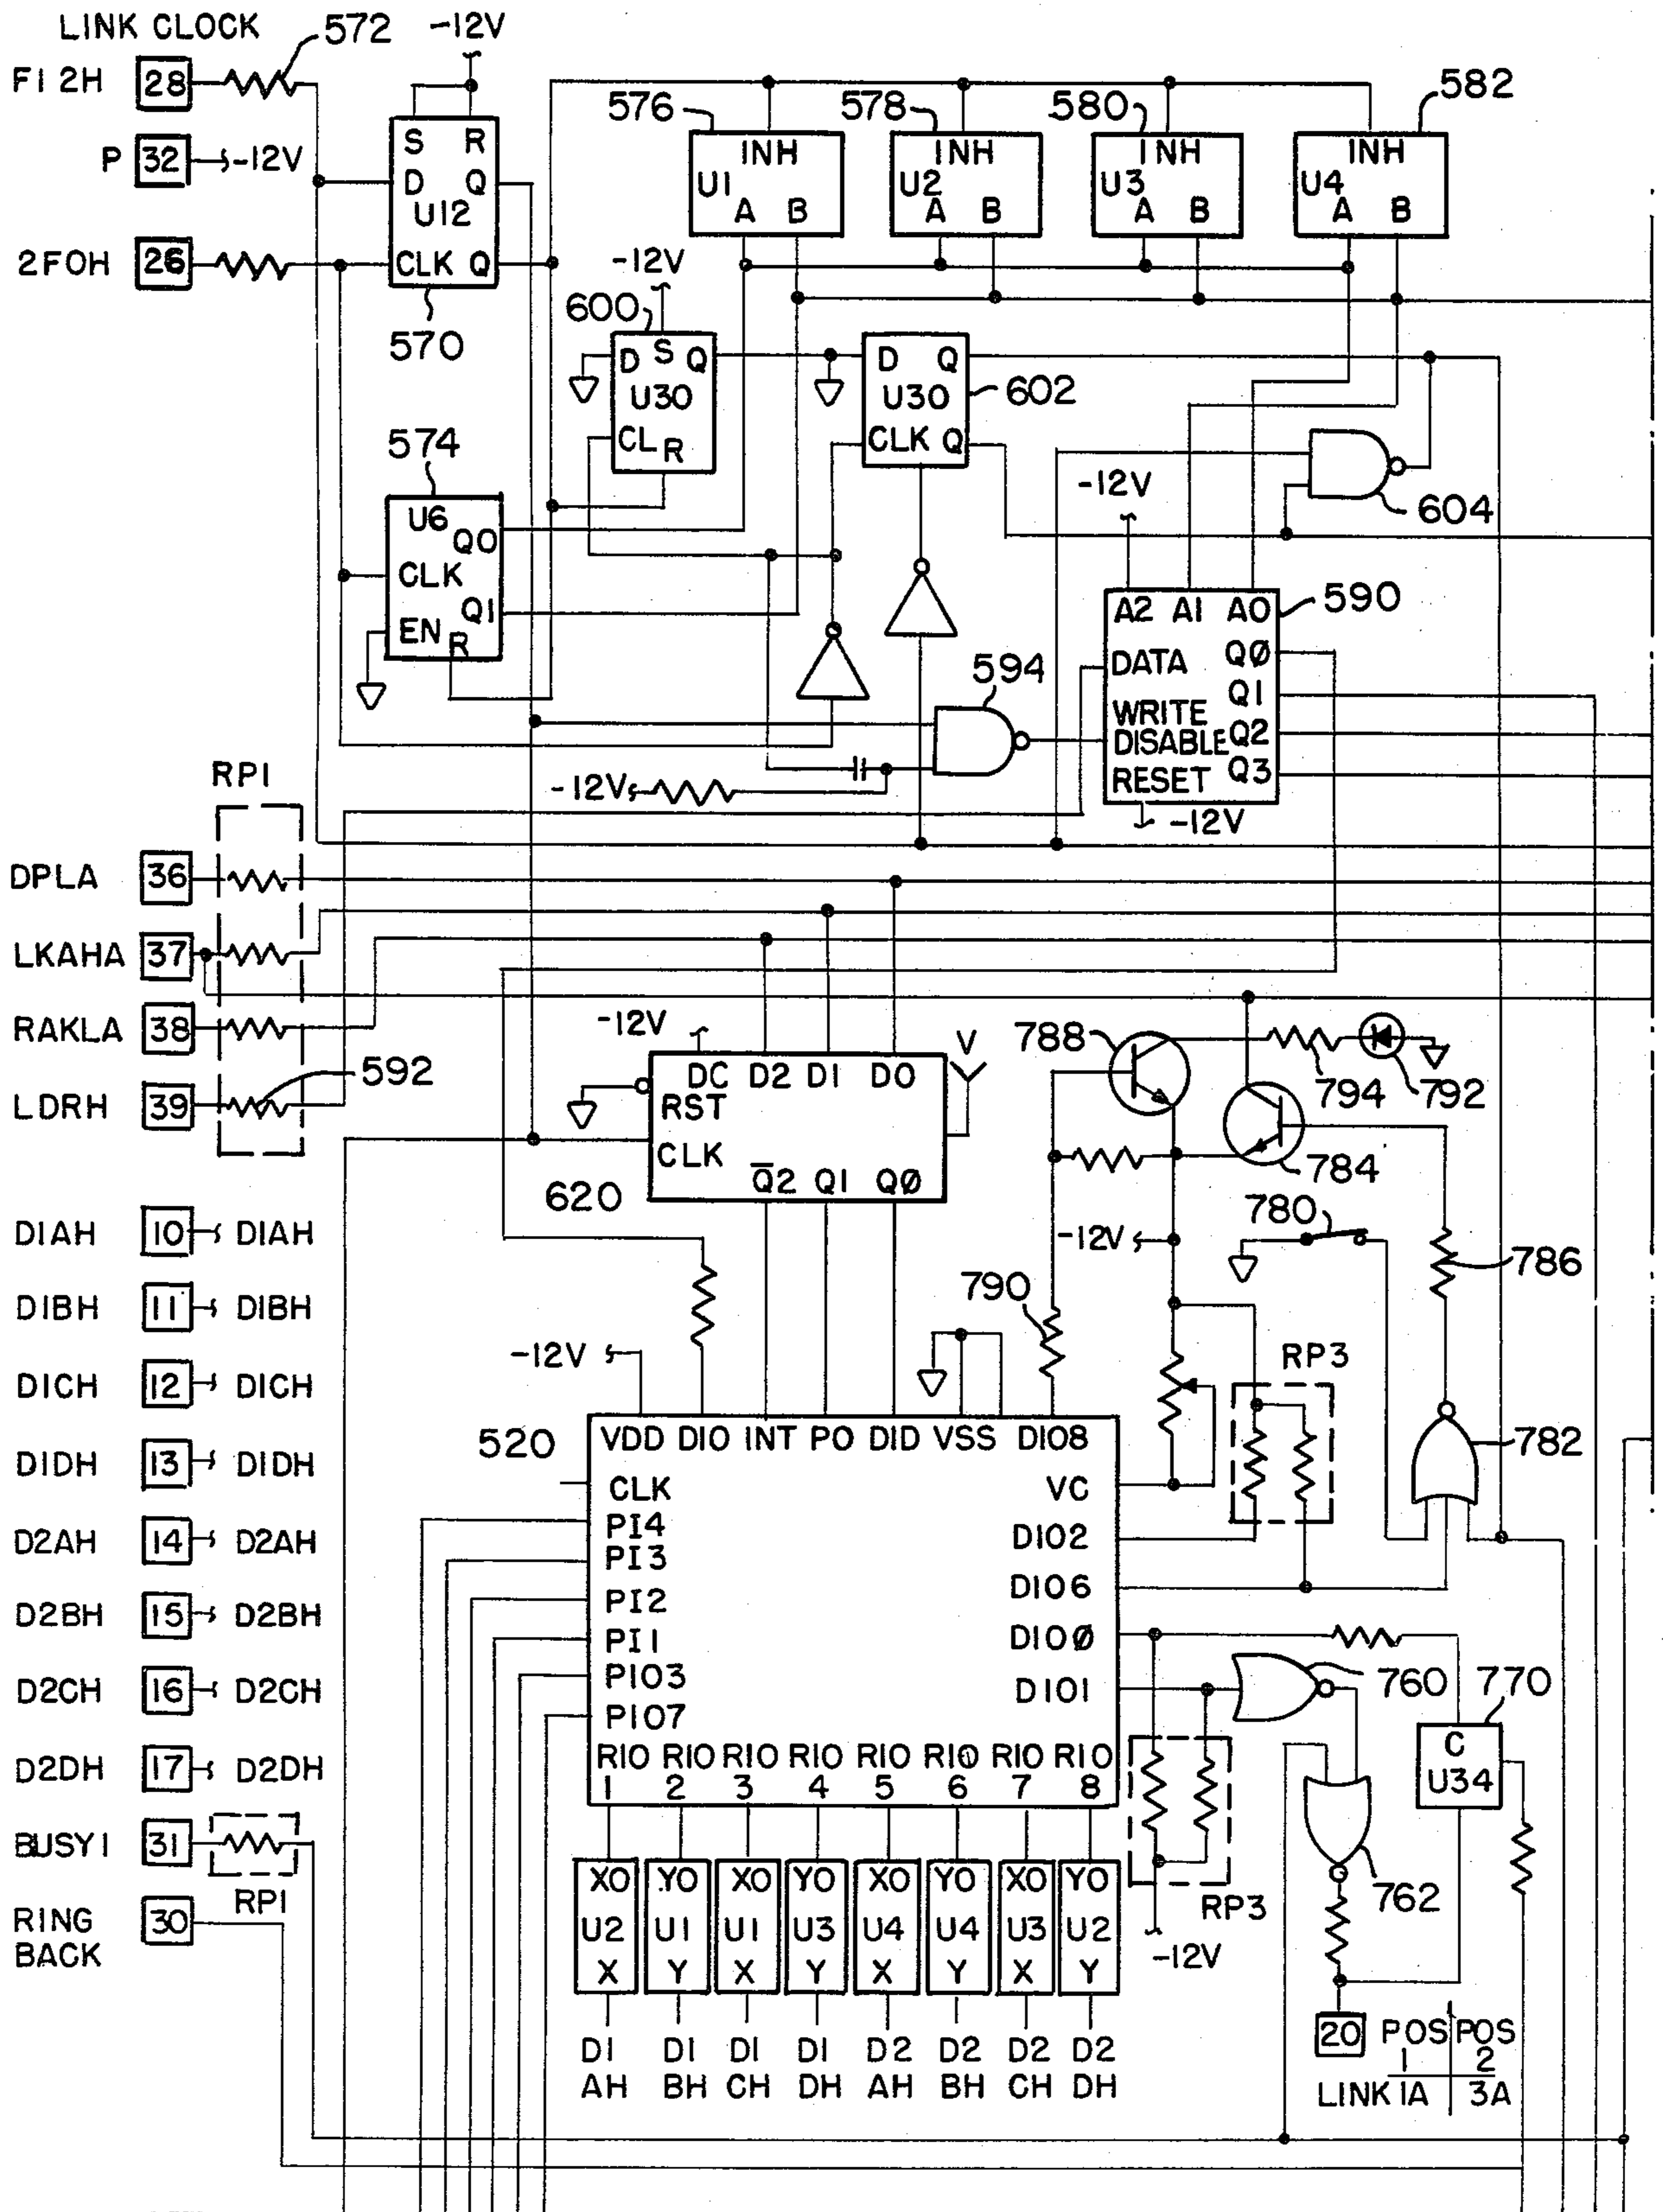 LINK CLOCK
572
-12V
F1 2H
28
P
32
-12V
2FOH
26
S R
D Q
U12
CLK Q
570
576
578
580
582
INH
U1
A B
INH
U2
A B
INH
U3
A B
INH
U4
A B
-12V
600
D S Q
U30
CL R
D Q
U30
CLK Q
602
574
U6
Q0
CLK
Q1
EN
R
-12V
604
590
A2 A1 A0
DATA
WRITE
DISABLE
RESET
QØ
Q1
Q2
Q3
-12V
594
-12V
RP1
DPLA
36
LKAHA
37
RAKLA
38
LDRH
39
592
-12V
V
DC D2 D1 D0
RST
CLK
Q̅2 Q1 QØ
620
788
794
792
784
780
786
-12V
790
782
RP3
D1AH
10
D1AH
D1BH
11
D1BH
D1CH
12
D1CH
D1DH
13
D1DH
D2AH
14
D2AH
D2BH
15
D2BH
D2CH
16
D2CH
D2DH
17
D2DH
BUSY1
31
RP1
RING
BACK
30
-12V
520
VDD DIO INT PO DID VSS DIO8
CLK
PI4
PI3
PI2
PI1
PIO3
PIO7
VC
DIO2
DIO6
DIOØ
DIO1
RIO RIO RIO RIO RIO RIO RIO RIO
1 2 3 4 5 6 7 8
X0 Y0 X0 Y0 X0 Y0 X0 Y0
U2 U1 U1 U3 U4 U4 U3 U2
X Y X Y X Y X Y
D1 D1 D1 D1 D2 D2 D2 D2
AH BH CH DH AH BH CH DH
760
770
C
U34
762
RP3
-12V
20
POS POS
1 2
LINK 1A 3A